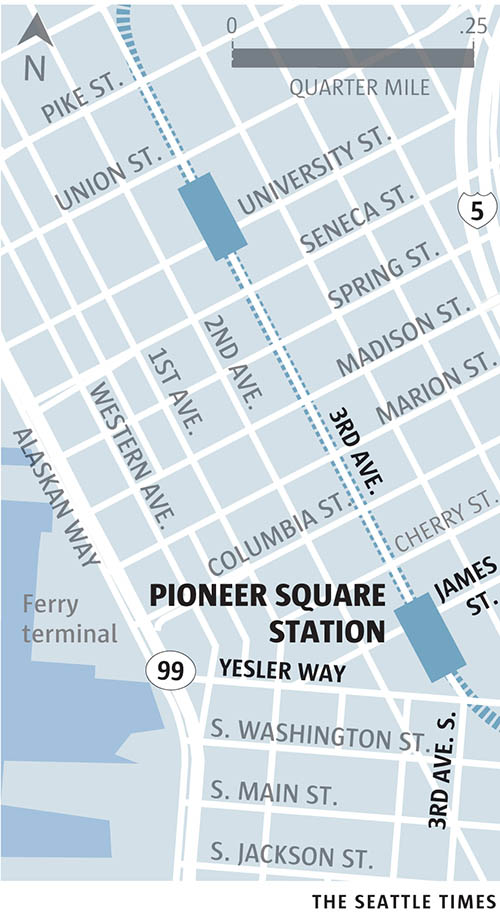 0 .25
N
QUARTER MILE
PIKE ST.
UNION ST.
UNIVERSITY ST.
SENECA ST.
5
SPRING ST.
MADISON ST.
2ND AVE.
1ST AVE.
MARION ST.
WESTERN AVE.
3RD AVE.
ALASKAN WAY
COLUMBIA ST.
CHERRY ST.
JAMES
ST.
Ferry
terminal
PIONEER SQUARE
STATION
99
YESLER WAY
S. WASHINGTON ST.
3RD AVE. S.
S. MAIN ST.
S. JACKSON ST.
THE SEATTLE TIMES